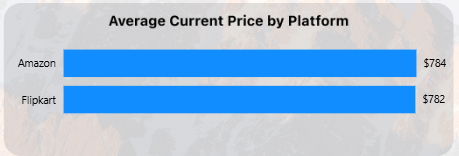 Average Current Price by Platform
Amazon $784
Flipkart $782